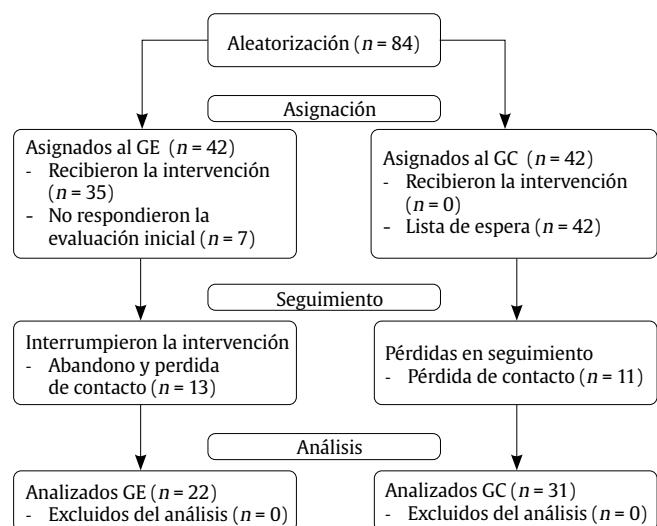 Aleatorización (n = 84)
Asignación
Asignados al GE (n = 42)
- Recibieron la intervención
(n = 35)
- No respondieron la
evaluación inicial (n = 7)
Asignados al GC (n = 42)
- Recibieron la intervención
(n = 0)
- Lista de espera (n = 42)
Seguimiento
Interrumpieron la intervención
- Abandono y perdida
de contacto (n = 13)
Pérdidas en seguimiento
- Pérdida de contacto (n = 11)
Análisis
Analizados GE (n = 22)
- Excluidos del análisis (n = 0)
Analizados GC (n = 31)
- Excluidos del análisis (n = 0)